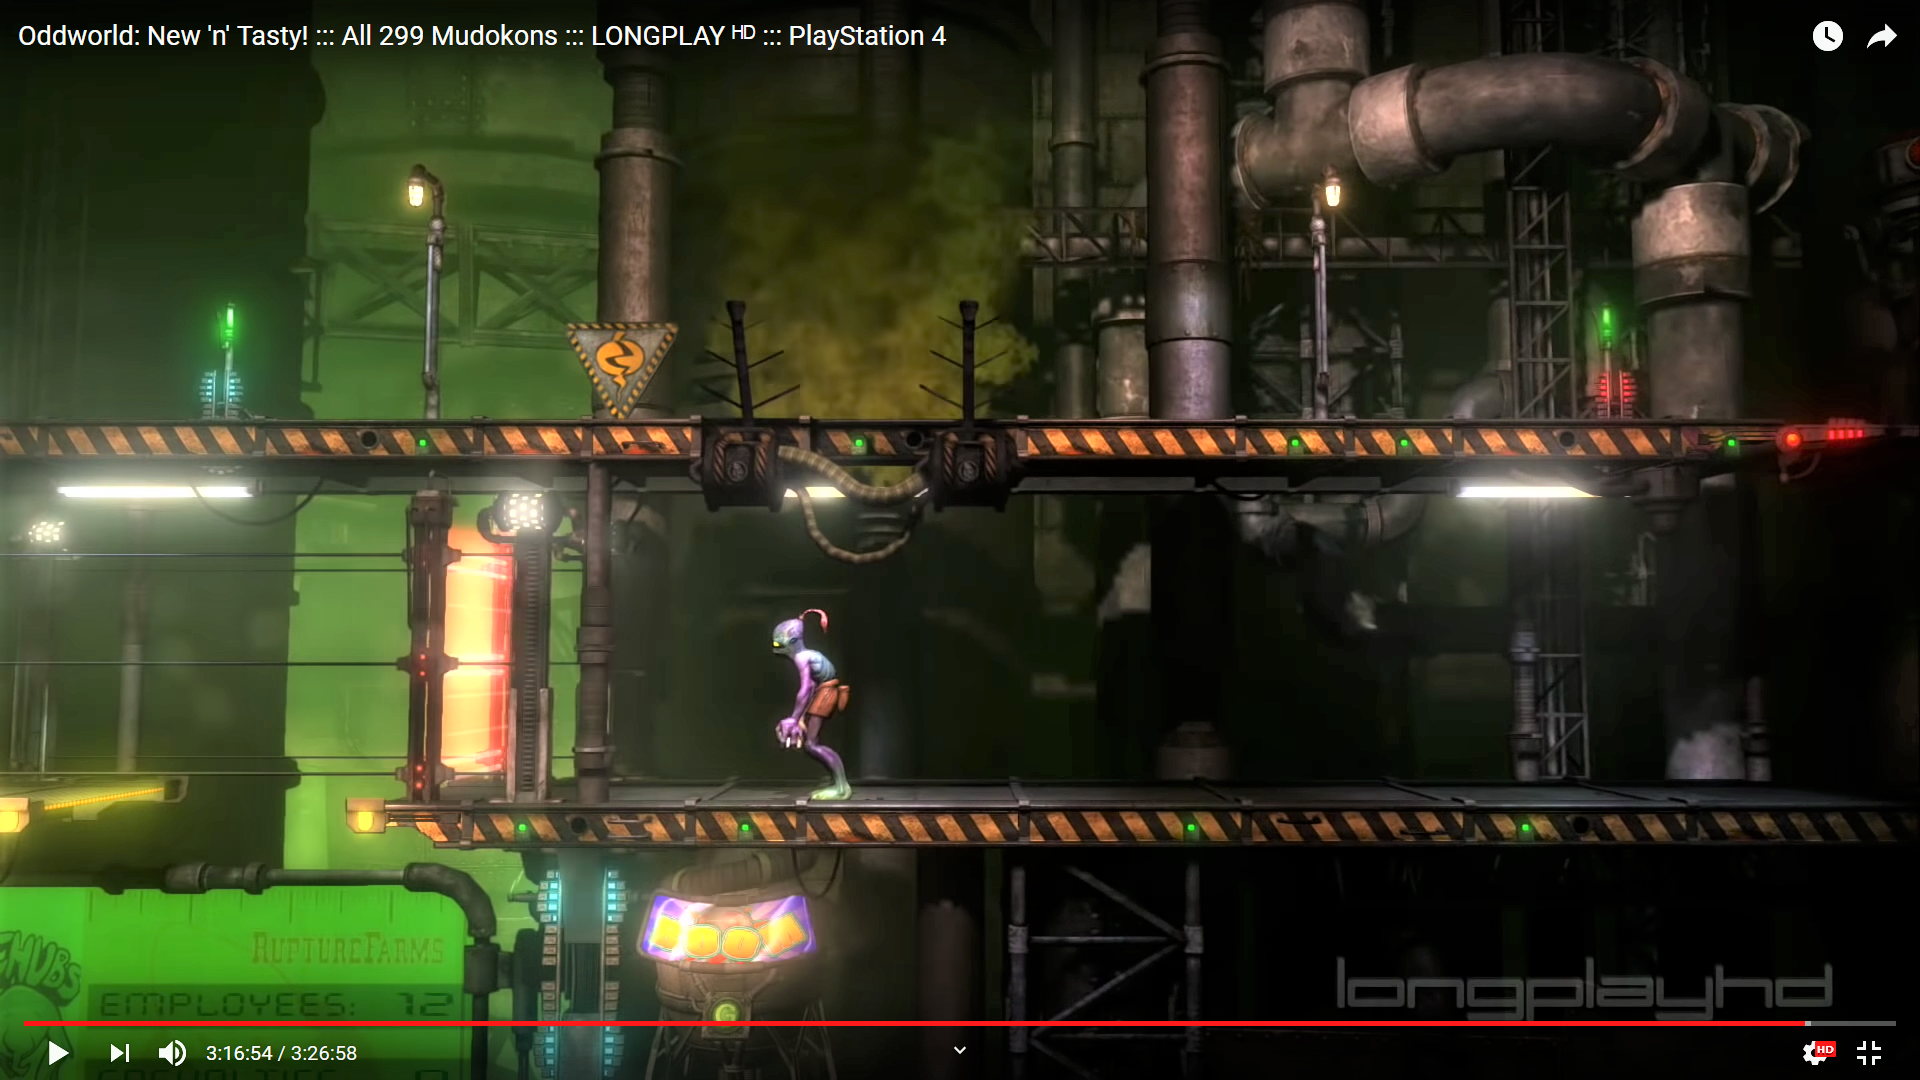 Oddworld: New 'n' Tasty! ::: All 299 Mudokons ::: LONGPLAY ᴴᴰ ::: PlayStation 4
RUPTUREFARMS
EMPLOYEES: 12
longplayhd
3:16:54 / 3:26:58
HD